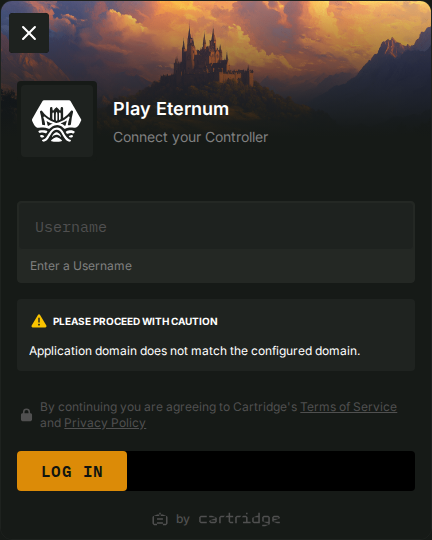 Play Eternum
Connect your Controller
Username
Enter a Username
PLEASE PROCEED WITH CAUTION
Application domain does not match the configured domain.
By continuing you are agreeing to Cartridge's Terms of Service
and Privacy Policy
LOG IN
by cartridge